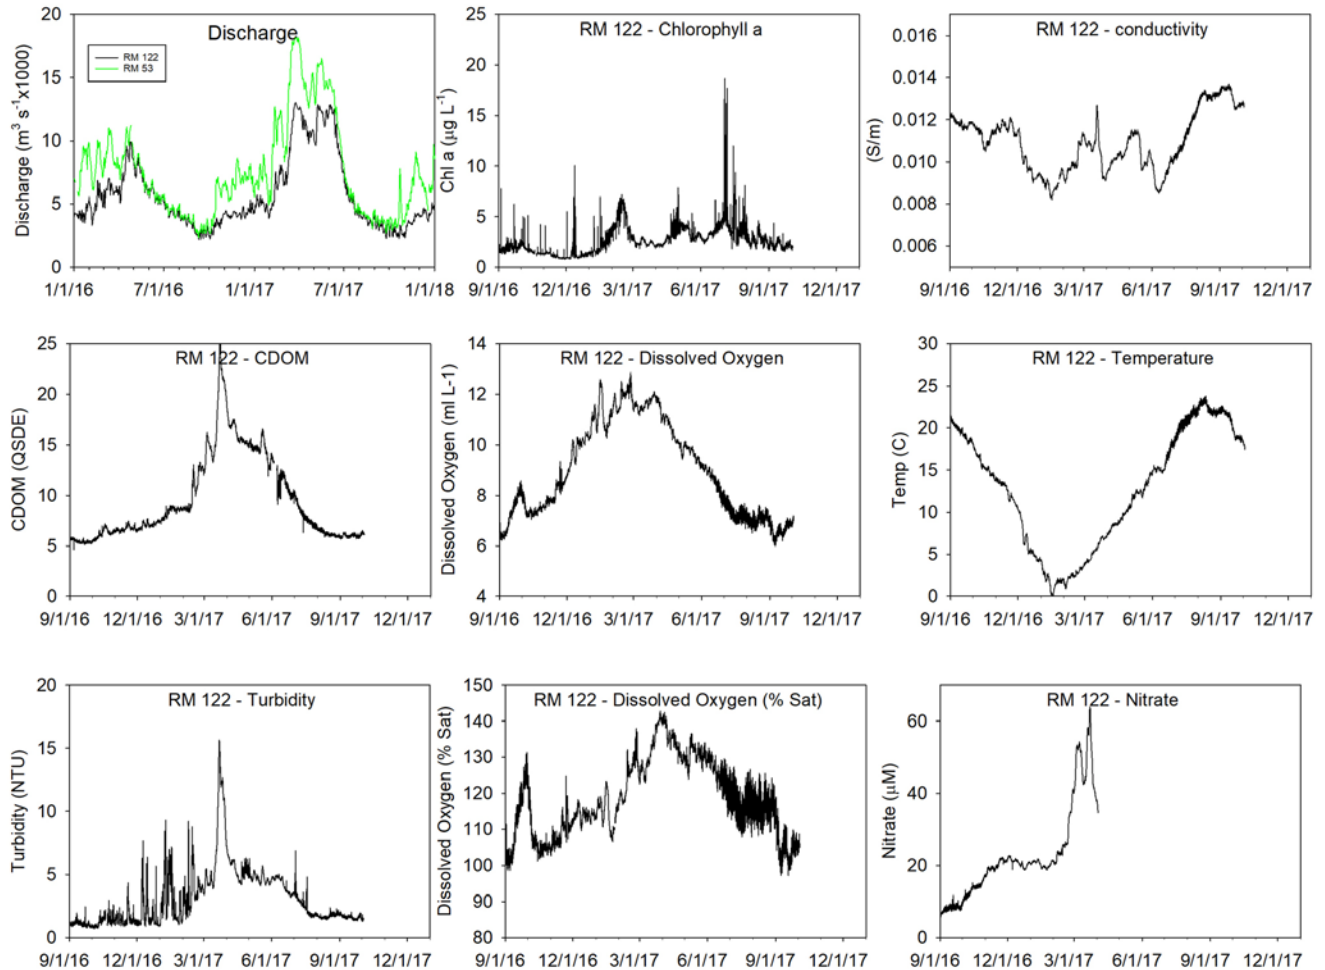 Discharge
RM 122
RM 53
Discharge (m³ s⁻¹x1000)
20
15
10
5
0
1/1/16 7/1/16 1/1/17 7/1/17 1/1/18
RM 122 - Chlorophyll a
Chl a (µg L⁻¹)
25
20
15
10
5
0
9/1/16 12/1/16 3/1/17 6/1/17 9/1/17 12/1/17
RM 122 - conductivity
(S/m)
0.016
0.014
0.012
0.010
0.008
0.006
9/1/16 12/1/16 3/1/17 6/1/17 9/1/17 12/1/17
RM 122 - CDOM
CDOM (QSDE)
25
20
15
10
5
0
9/1/16 12/1/16 3/1/17 6/1/17 9/1/17 12/1/17
RM 122 - Dissolved Oxygen
Dissolved Oxygen (ml L-1)
14
12
10
8
6
4
9/1/16 12/1/16 3/1/17 6/1/17 9/1/17 12/1/17
RM 122 - Temperature
Temp (C)
30
25
20
15
10
5
0
9/1/16 12/1/16 3/1/17 6/1/17 9/1/17 12/1/17
RM 122 - Turbidity
Turbidity (NTU)
20
15
10
5
0
9/1/16 12/1/16 3/1/17 6/1/17 9/1/17 12/1/17
RM 122 - Dissolved Oxygen (% Sat)
Dissolved Oxygen (% Sat)
150
140
130
120
110
100
90
80
9/1/16 12/1/16 3/1/17 6/1/17 9/1/17 12/1/17
RM 122 - Nitrate
Nitrate (µM)
60
40
20
0
9/1/16 12/1/16 3/1/17 6/1/17 9/1/17 12/1/17